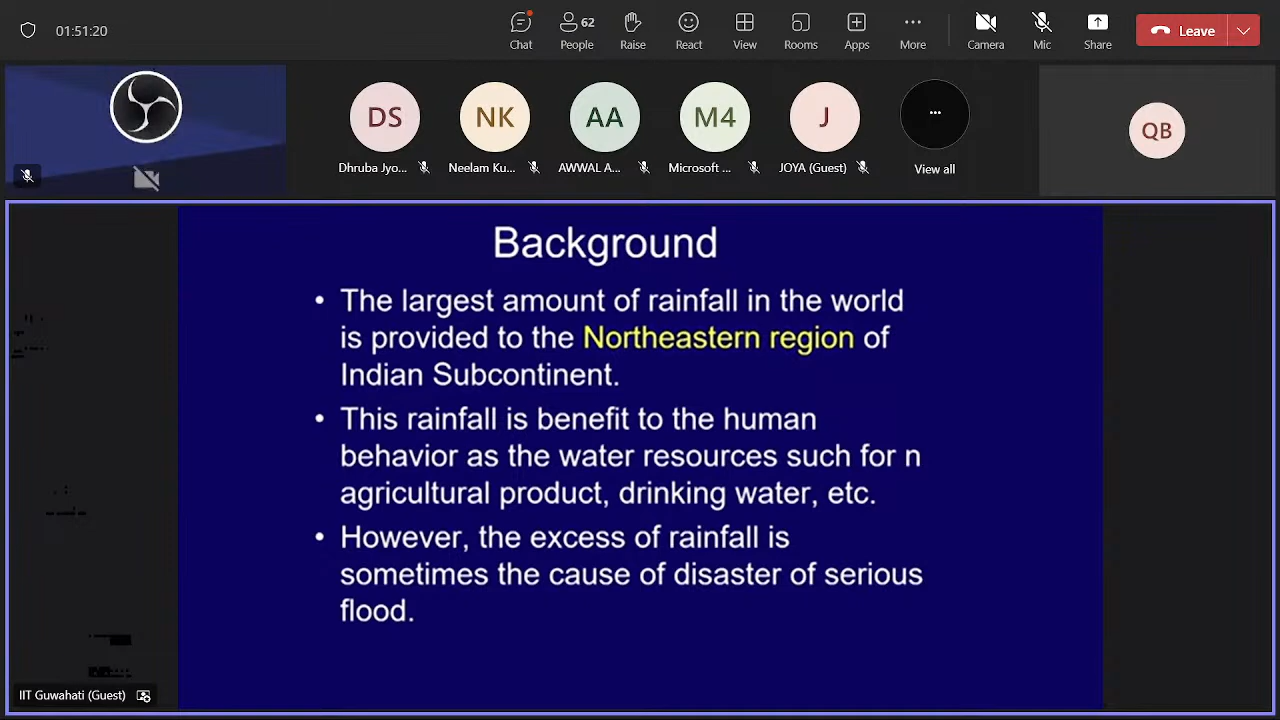 01:51:20
Chat
62
People
Raise
React
View
Rooms
Apps
More
Camera
Mic
Share
Leave
DS
NK
AA
M4
J
QB
Dhruba Jyo...
Neelam Ku...
AWWAL A...
Microsoft ...
JOYA (Guest)
View all
Background
• The largest amount of rainfall in the world
is provided to the Northeastern region of
Indian Subcontinent.
• This rainfall is benefit to the human
behavior as the water resources such for n
agricultural product, drinking water, etc.
• However, the excess of rainfall is
sometimes the cause of disaster of serious
flood.
IIT Guwahati (Guest)